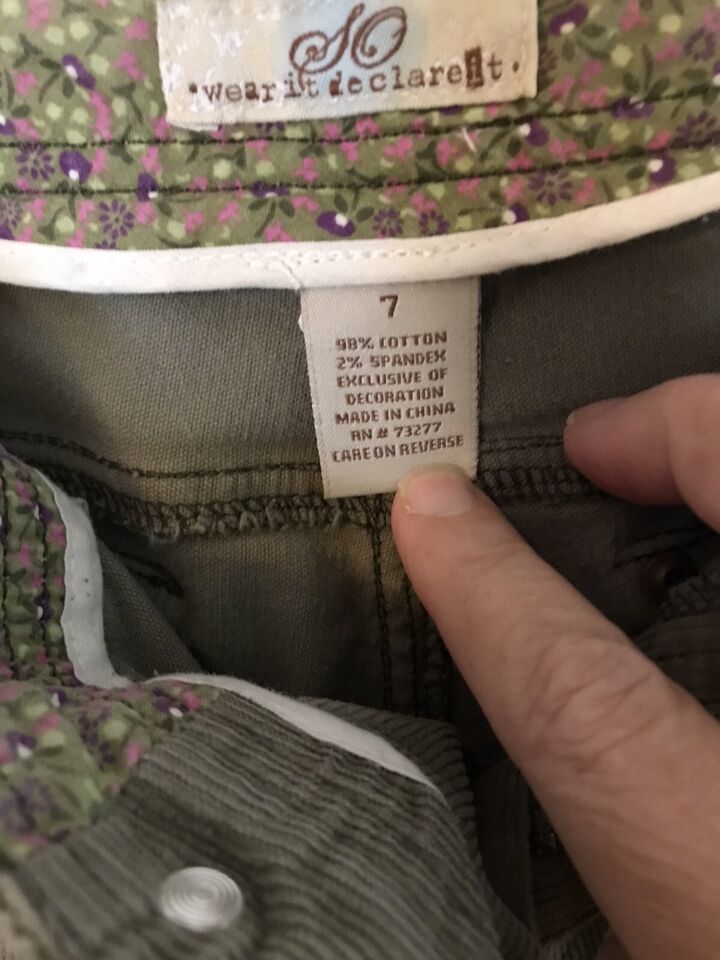 SO
• wear it declare it •
7
98% COTTON
2% SPANDEX
EXCLUSIVE OF
DECORATION
MADE IN CHINA
RN # 73277
CARE ON REVERSE